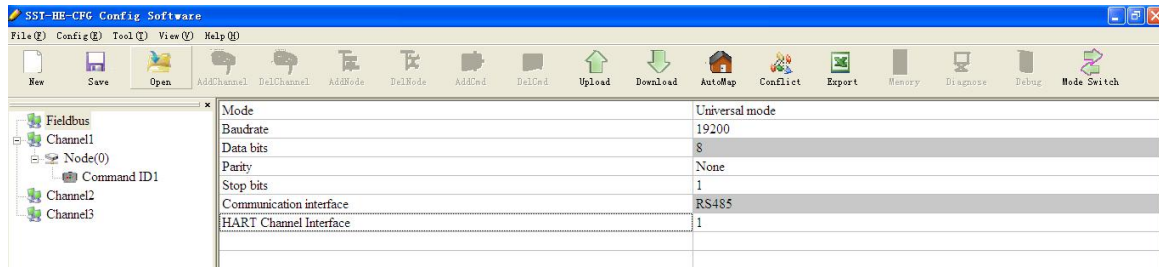 SST-HE-CFG Config Software
File(F) Config(E) Tool(T) View(V) Help(H)
New Save Open AddChannel DelChannel AddNode DelNode AddCmd DelCmd Upload Download AutoMap Conflict Export Memory Diagnose Debug Mode Switch
Fieldbus
Channel1
Node(0)
Command ID1
Channel2
Channel3
Mode Universal mode
Baudrate 19200
Data bits 8
Parity None
Stop bits 1
Communication interface RS485
HART Channel Interface 1